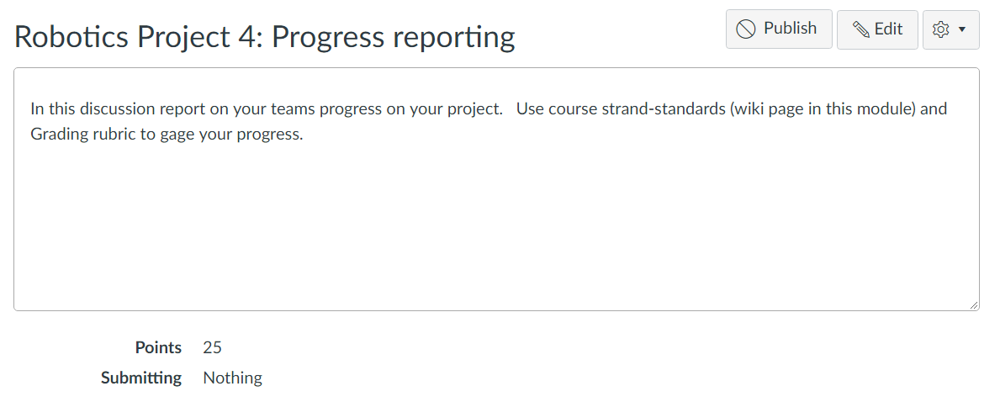 Robotics Project 4: Progress reporting
Publish
Edit
In this discussion report on your teams progress on your project.   Use course strand-standards (wiki page in this module) and
Grading rubric to gage your progress.
Points 25
Submitting Nothing